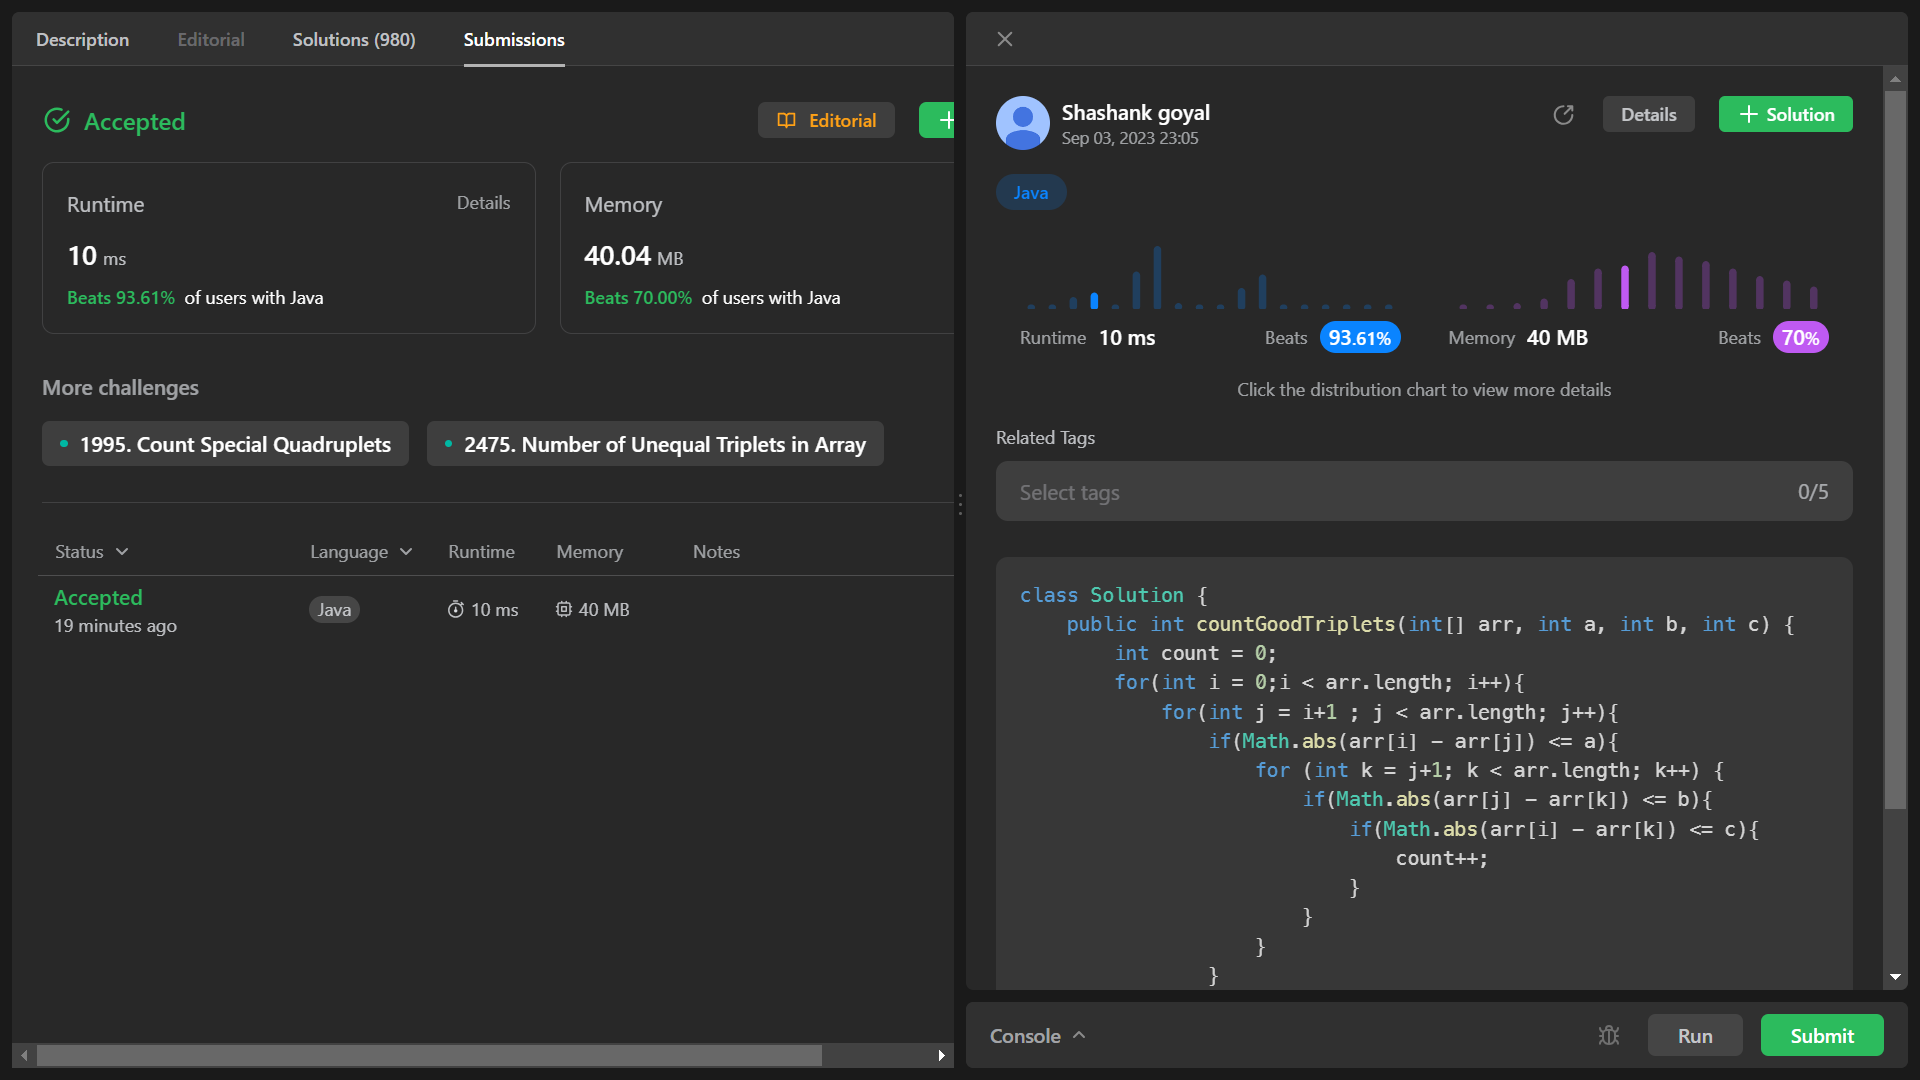 Description Editorial Solutions (980) Submissions
Accepted Editorial
Runtime Details
10 ms
Beats 93.61% of users with Java
Memory
40.04 MB
Beats 70.00% of users with Java
More challenges
1995. Count Special Quadruplets 2475. Number of Unequal Triplets in Array
Status Language Runtime Memory Notes
Accepted
19 minutes ago
Java 10 ms 40 MB
Shashank goyal
Sep 03, 2023 23:05
Details + Solution
Java
Runtime 10 ms Beats 93.61% Memory 40 MB Beats 70%
Click the distribution chart to view more details
Related Tags
Select tags 0/5
class Solution {
    public int countGoodTriplets(int[] arr, int a, int b, int c) {
        int count = 0;
        for(int i = 0;i < arr.length; i++){
            for(int j = i+1 ; j < arr.length; j++){
                if(Math.abs(arr[i] - arr[j]) <= a){
                    for (int k = j+1; k < arr.length; k++) {
                        if(Math.abs(arr[j] - arr[k]) <= b){
                            if(Math.abs(arr[i] - arr[k]) <= c){
                                count++;
                            }
                        }
                    }
                }
Console Run Submit